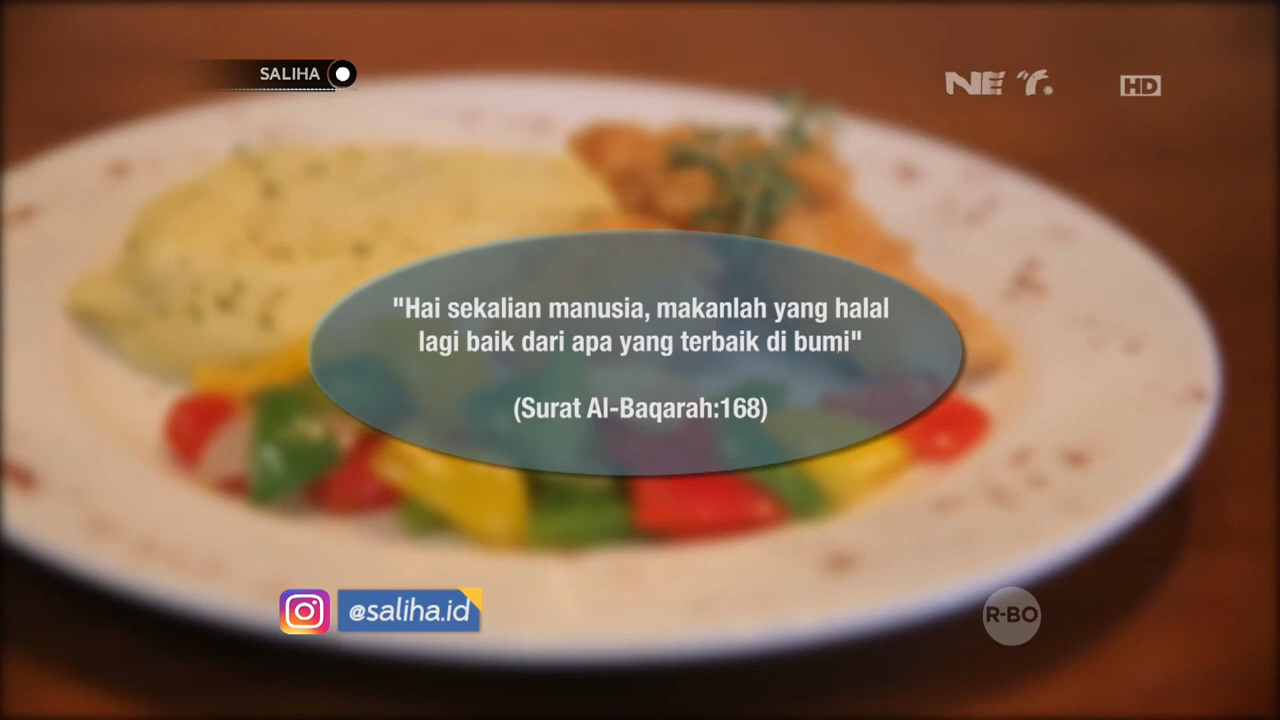 SALIHA
NET.
HD
"Hai sekalian manusia, makanlah yang halal
lagi baik dari apa yang terbaik di bumi"
(Surat Al-Baqarah:168)
@saliha.id
R-BO